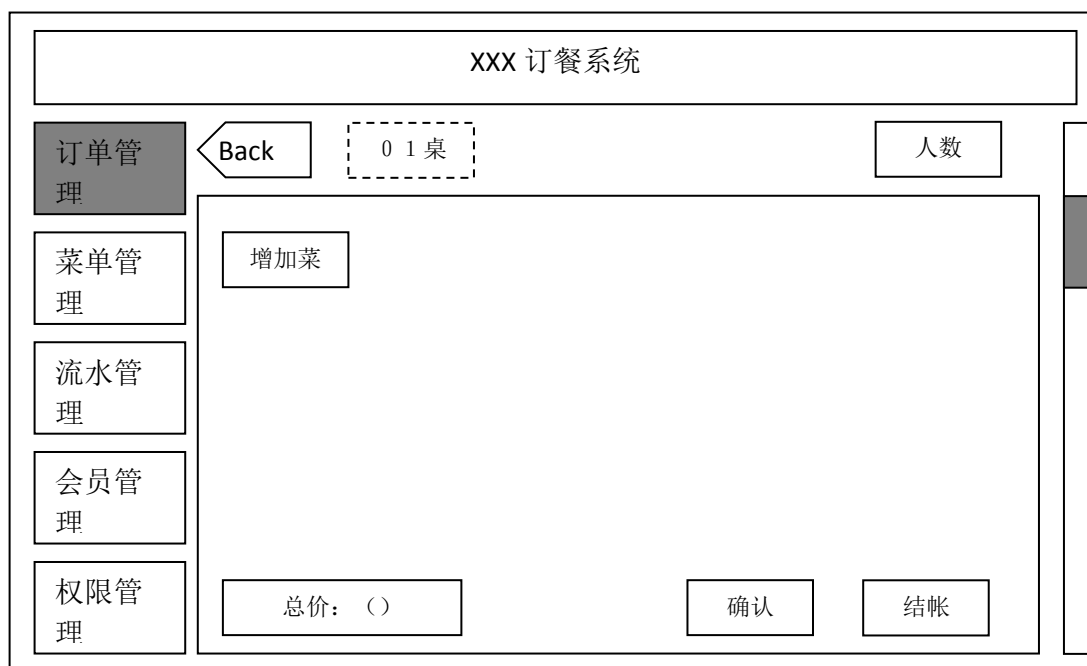 XXX 订餐系统
订单管
理
Back
０１桌
人数
菜单管
理
增加菜
流水管
理
会员管
理
权限管
理
总价：（）
确认
结帐